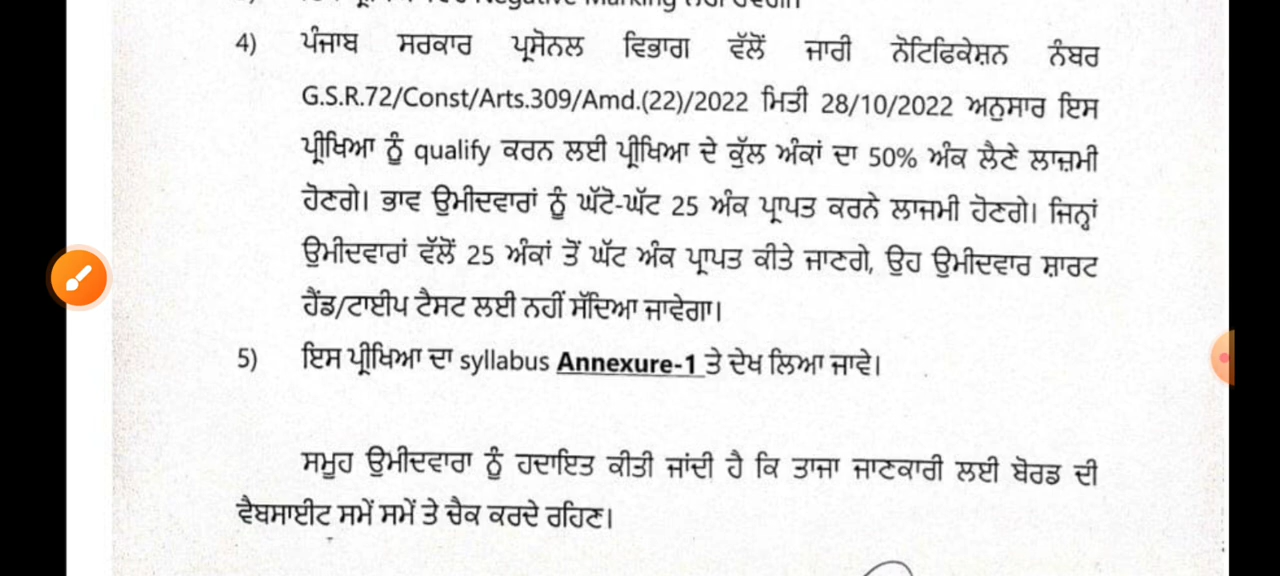 Negative Marking
4) ਪੰਜਾਬ ਸਰਕਾਰ ਪ੍ਰਸੋਨਲ ਵਿਭਾਗ ਵੱਲੋਂ ਜਾਰੀ ਨੋਟਿਫਿਕੇਸ਼ਨ ਨੰਬਰ
G.S.R.72/Const/Arts.309/Amd.(22)/2022 ਮਿਤੀ 28/10/2022 ਅਨੁਸਾਰ ਇਸ
ਪ੍ਰੀਖਿਆ ਨੂੰ qualify ਕਰਨ ਲਈ ਪ੍ਰੀਖਿਆ ਦੇ ਕੁੱਲ ਅੰਕਾਂ ਦਾ 50% ਅੰਕ ਲੈਣੇ ਲਾਜ਼ਮੀ
ਹੋਣਗੇ। ਭਾਵ ਉਮੀਦਵਾਰਾਂ ਨੂੰ ਘੱਟੋ-ਘੱਟ 25 ਅੰਕ ਪ੍ਰਾਪਤ ਕਰਨੇ ਲਾਜਮੀ ਹੋਣਗੇ। ਜਿਨ੍ਹਾਂ
ਉਮੀਦਵਾਰਾਂ ਵੱਲੋਂ 25 ਅੰਕਾਂ ਤੋਂ ਘੱਟ ਅੰਕ ਪ੍ਰਾਪਤ ਕੀਤੇ ਜਾਣਗੇ, ਉਹ ਉਮੀਦਵਾਰ ਸ਼ਾਰਟ
ਹੈਂਡ/ਟਾਈਪ ਟੈਸਟ ਲਈ ਨਹੀਂ ਸੱਦਿਆ ਜਾਵੇਗਾ।
5) ਇਸ ਪ੍ਰੀਖਿਆ ਦਾ syllabus Annexure-1 ਤੇ ਦੇਖ ਲਿਆ ਜਾਵੇ।
ਸਮੂਹ ਉਮੀਦਵਾਰਾ ਨੂੰ ਹਦਾਇਤ ਕੀਤੀ ਜਾਂਦੀ ਹੈ ਕਿ ਤਾਜਾ ਜਾਣਕਾਰੀ ਲਈ ਬੋਰਡ ਦੀ
ਵੈਬਸਾਈਟ ਸਮੇਂ ਸਮੇਂ ਤੇ ਚੈਕ ਕਰਦੇ ਰਹਿਣ।